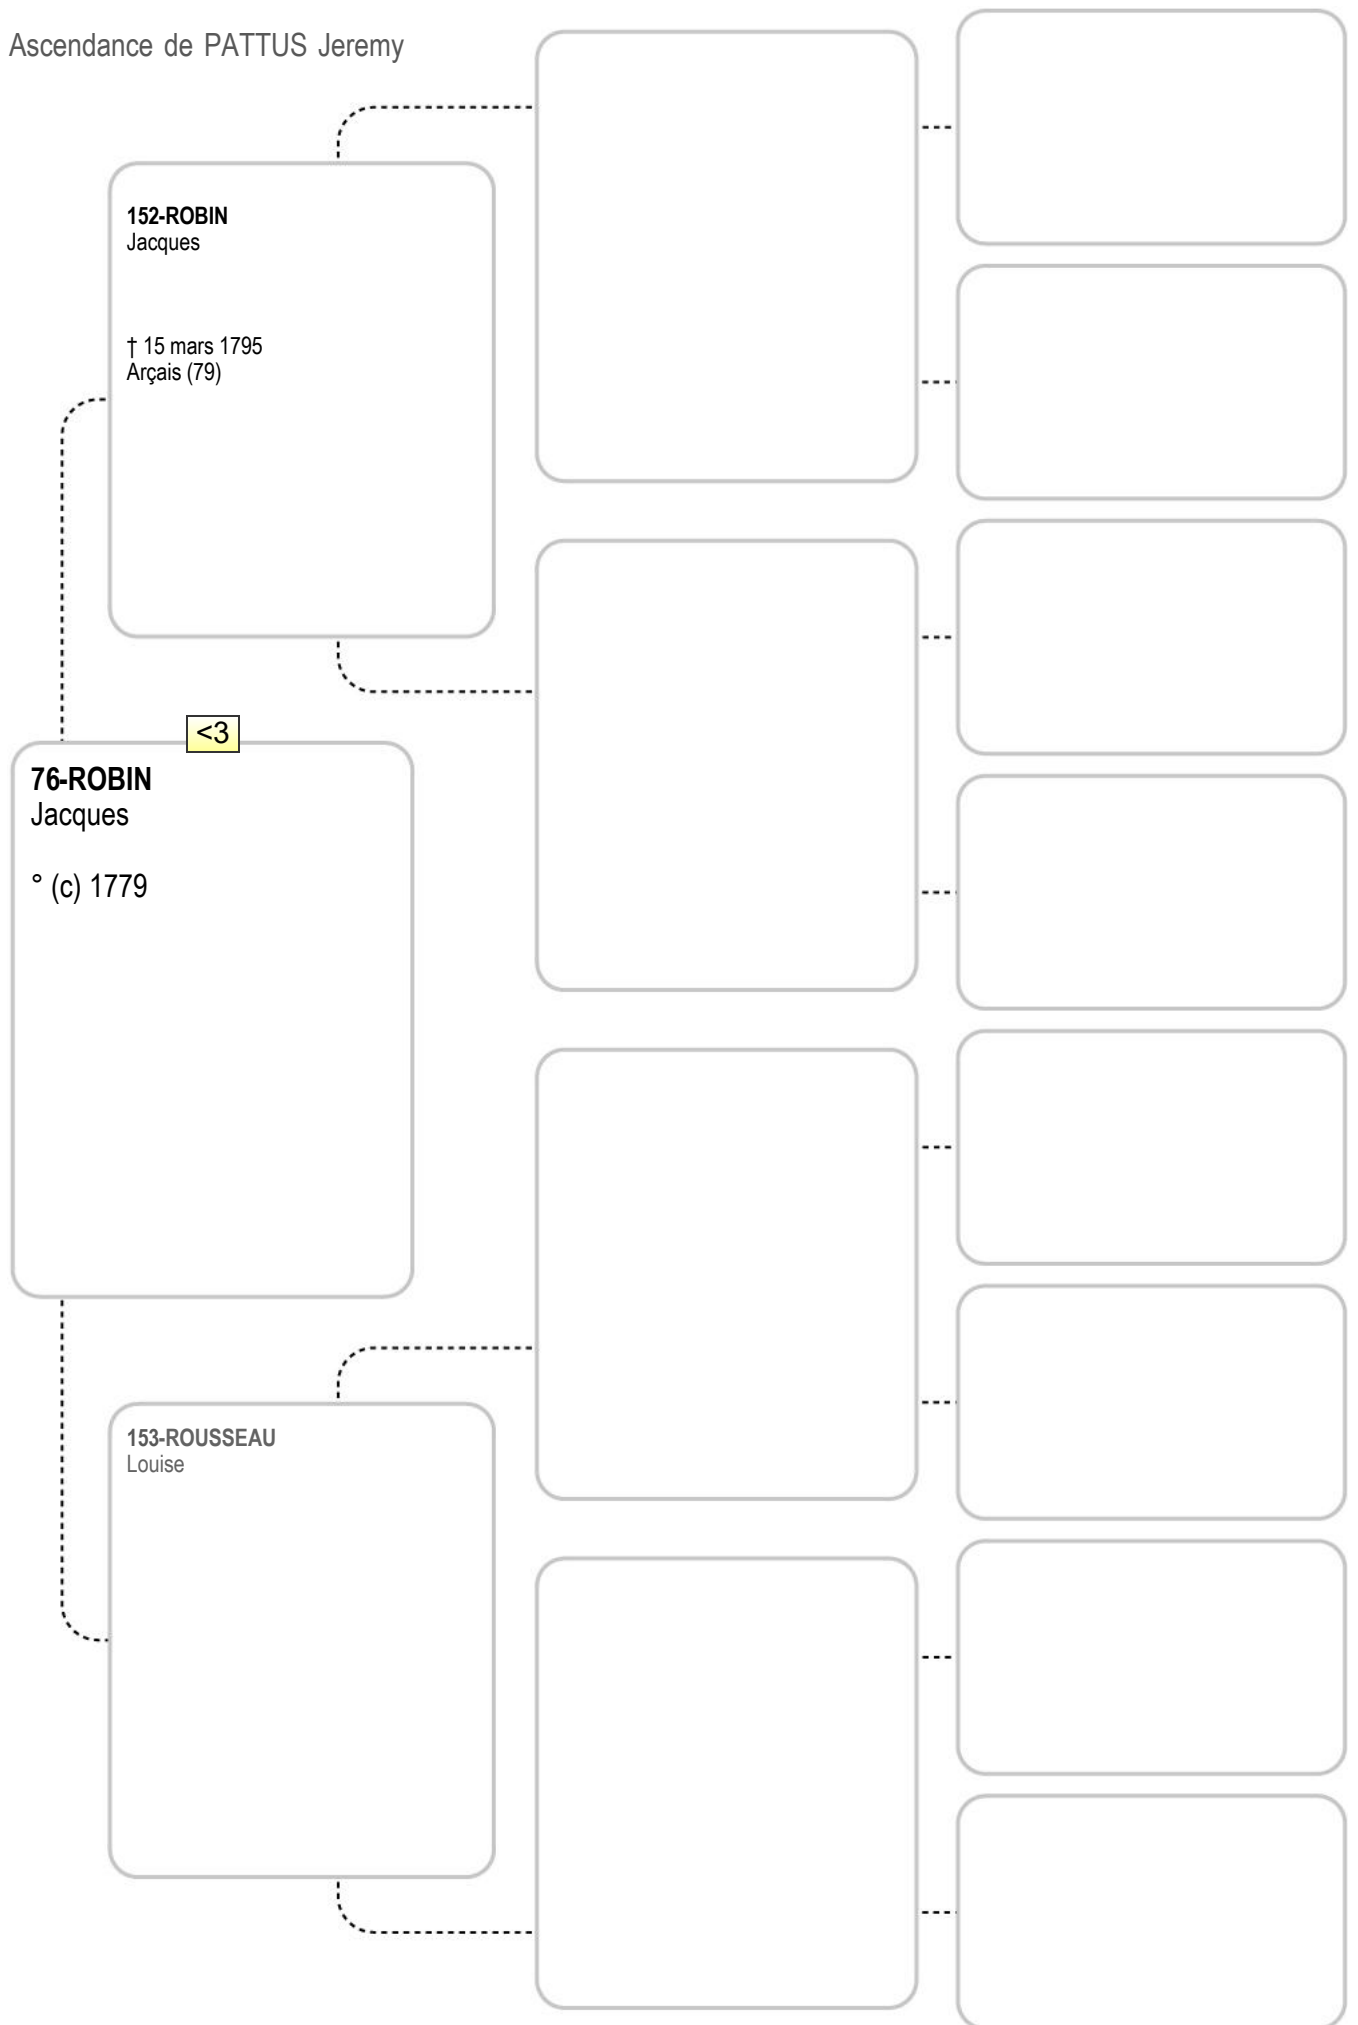 Ascendance de PATTUS Jeremy
152-ROBIN
Jacques
† 15 mars 1795
Arçais (79)
<3
76-ROBIN
Jacques
° (c) 1779
153-ROUSSEAU
Louise